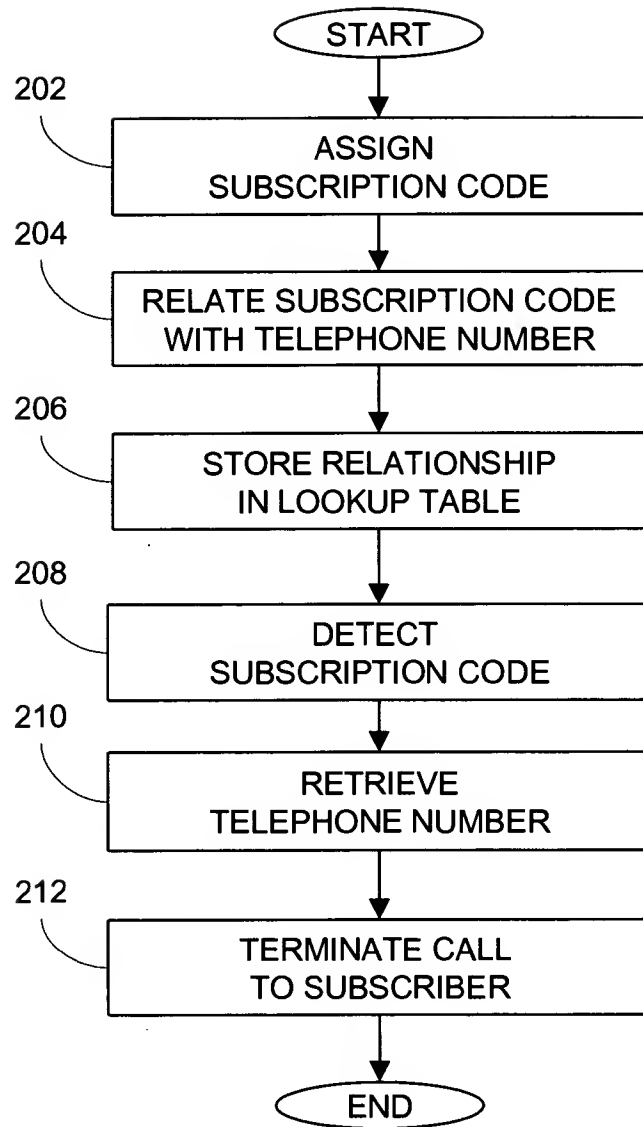 START
202
ASSIGN
SUBSCRIPTION CODE
204
RELATE SUBSCRIPTION CODE
WITH TELEPHONE NUMBER
206
STORE RELATIONSHIP
IN LOOKUP TABLE
208
DETECT
SUBSCRIPTION CODE
210
RETRIEVE
TELEPHONE NUMBER
212
TERMINATE CALL
TO SUBSCRIBER
END